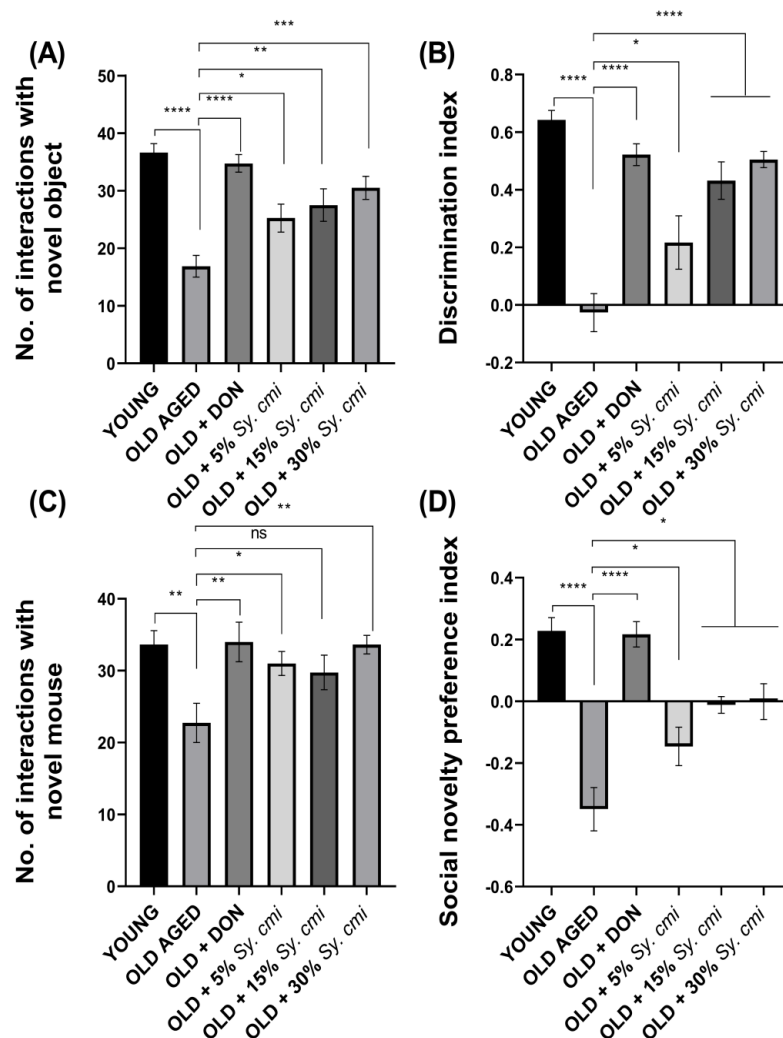 (A)
***
**
*
****
****
No. of interactions with
novel object
50
40
30
20
10
0
YOUNG
OLD AGED
OLD + DON
OLD + 5% Sy. cmi
OLD + 15% Sy. cmi
OLD + 30% Sy. cmi
(B)
****
*
****
****
Discrimination index
0.8
0.6
0.4
0.2
0.0
-0.2
YOUNG
OLD AGED
OLD + DON
OLD + 5% Sy. cmi
OLD + 15% Sy. cmi
OLD + 30% Sy. cmi
(C)
**
ns
*
**
**
No. of interactions with
novel mouse
40
30
20
10
0
YOUNG
OLD AGED
OLD + DON
OLD + 5% Sy. cmi
OLD + 15% Sy. cmi
OLD + 30% Sy. cmi
(D)
*
*
****
****
Social novelty preference index
0.4
0.2
0.0
-0.2
-0.4
-0.6
YOUNG
OLD AGED
OLD + DON
OLD + 5% Sy. cmi
OLD + 15% Sy. cmi
OLD + 30% Sy. cmi